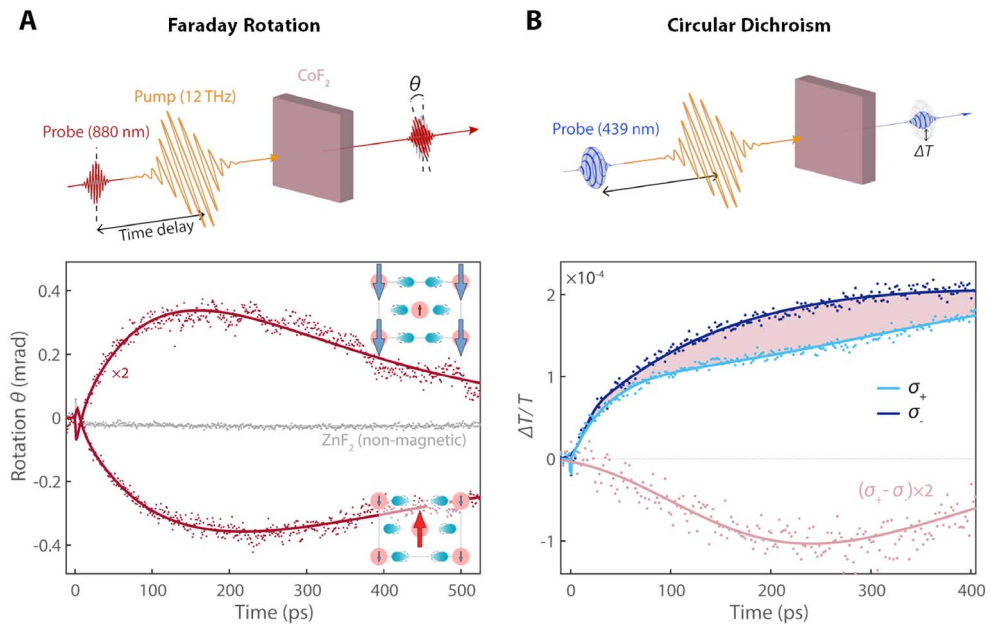 A
Faraday Rotation
CoF₂
θ
Pump (12 THz)
Probe (880 nm)
Time delay
0.4
0.2
0
-0.2
-0.4
Rotation θ (mrad)
×2
ZnF₂ (non-magnetic)
0
100
200
300
400
500
Time (ps)
B
Circular Dichroism
Probe (439 nm)
ΔT
×10⁻⁴
2
1
0
-1
ΔT/T
σ₊
σ₋
(σ₊-σ)×2
0
100
200
300
400
Time (ps)